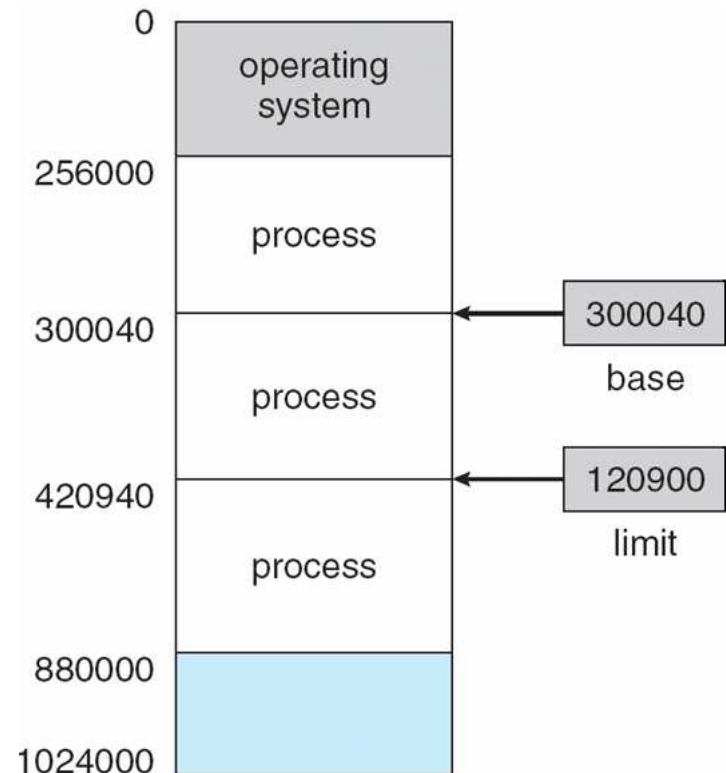 0
operating
system
256000
process
300040
300040
base
process
420940
120900
limit
process
880000
1024000